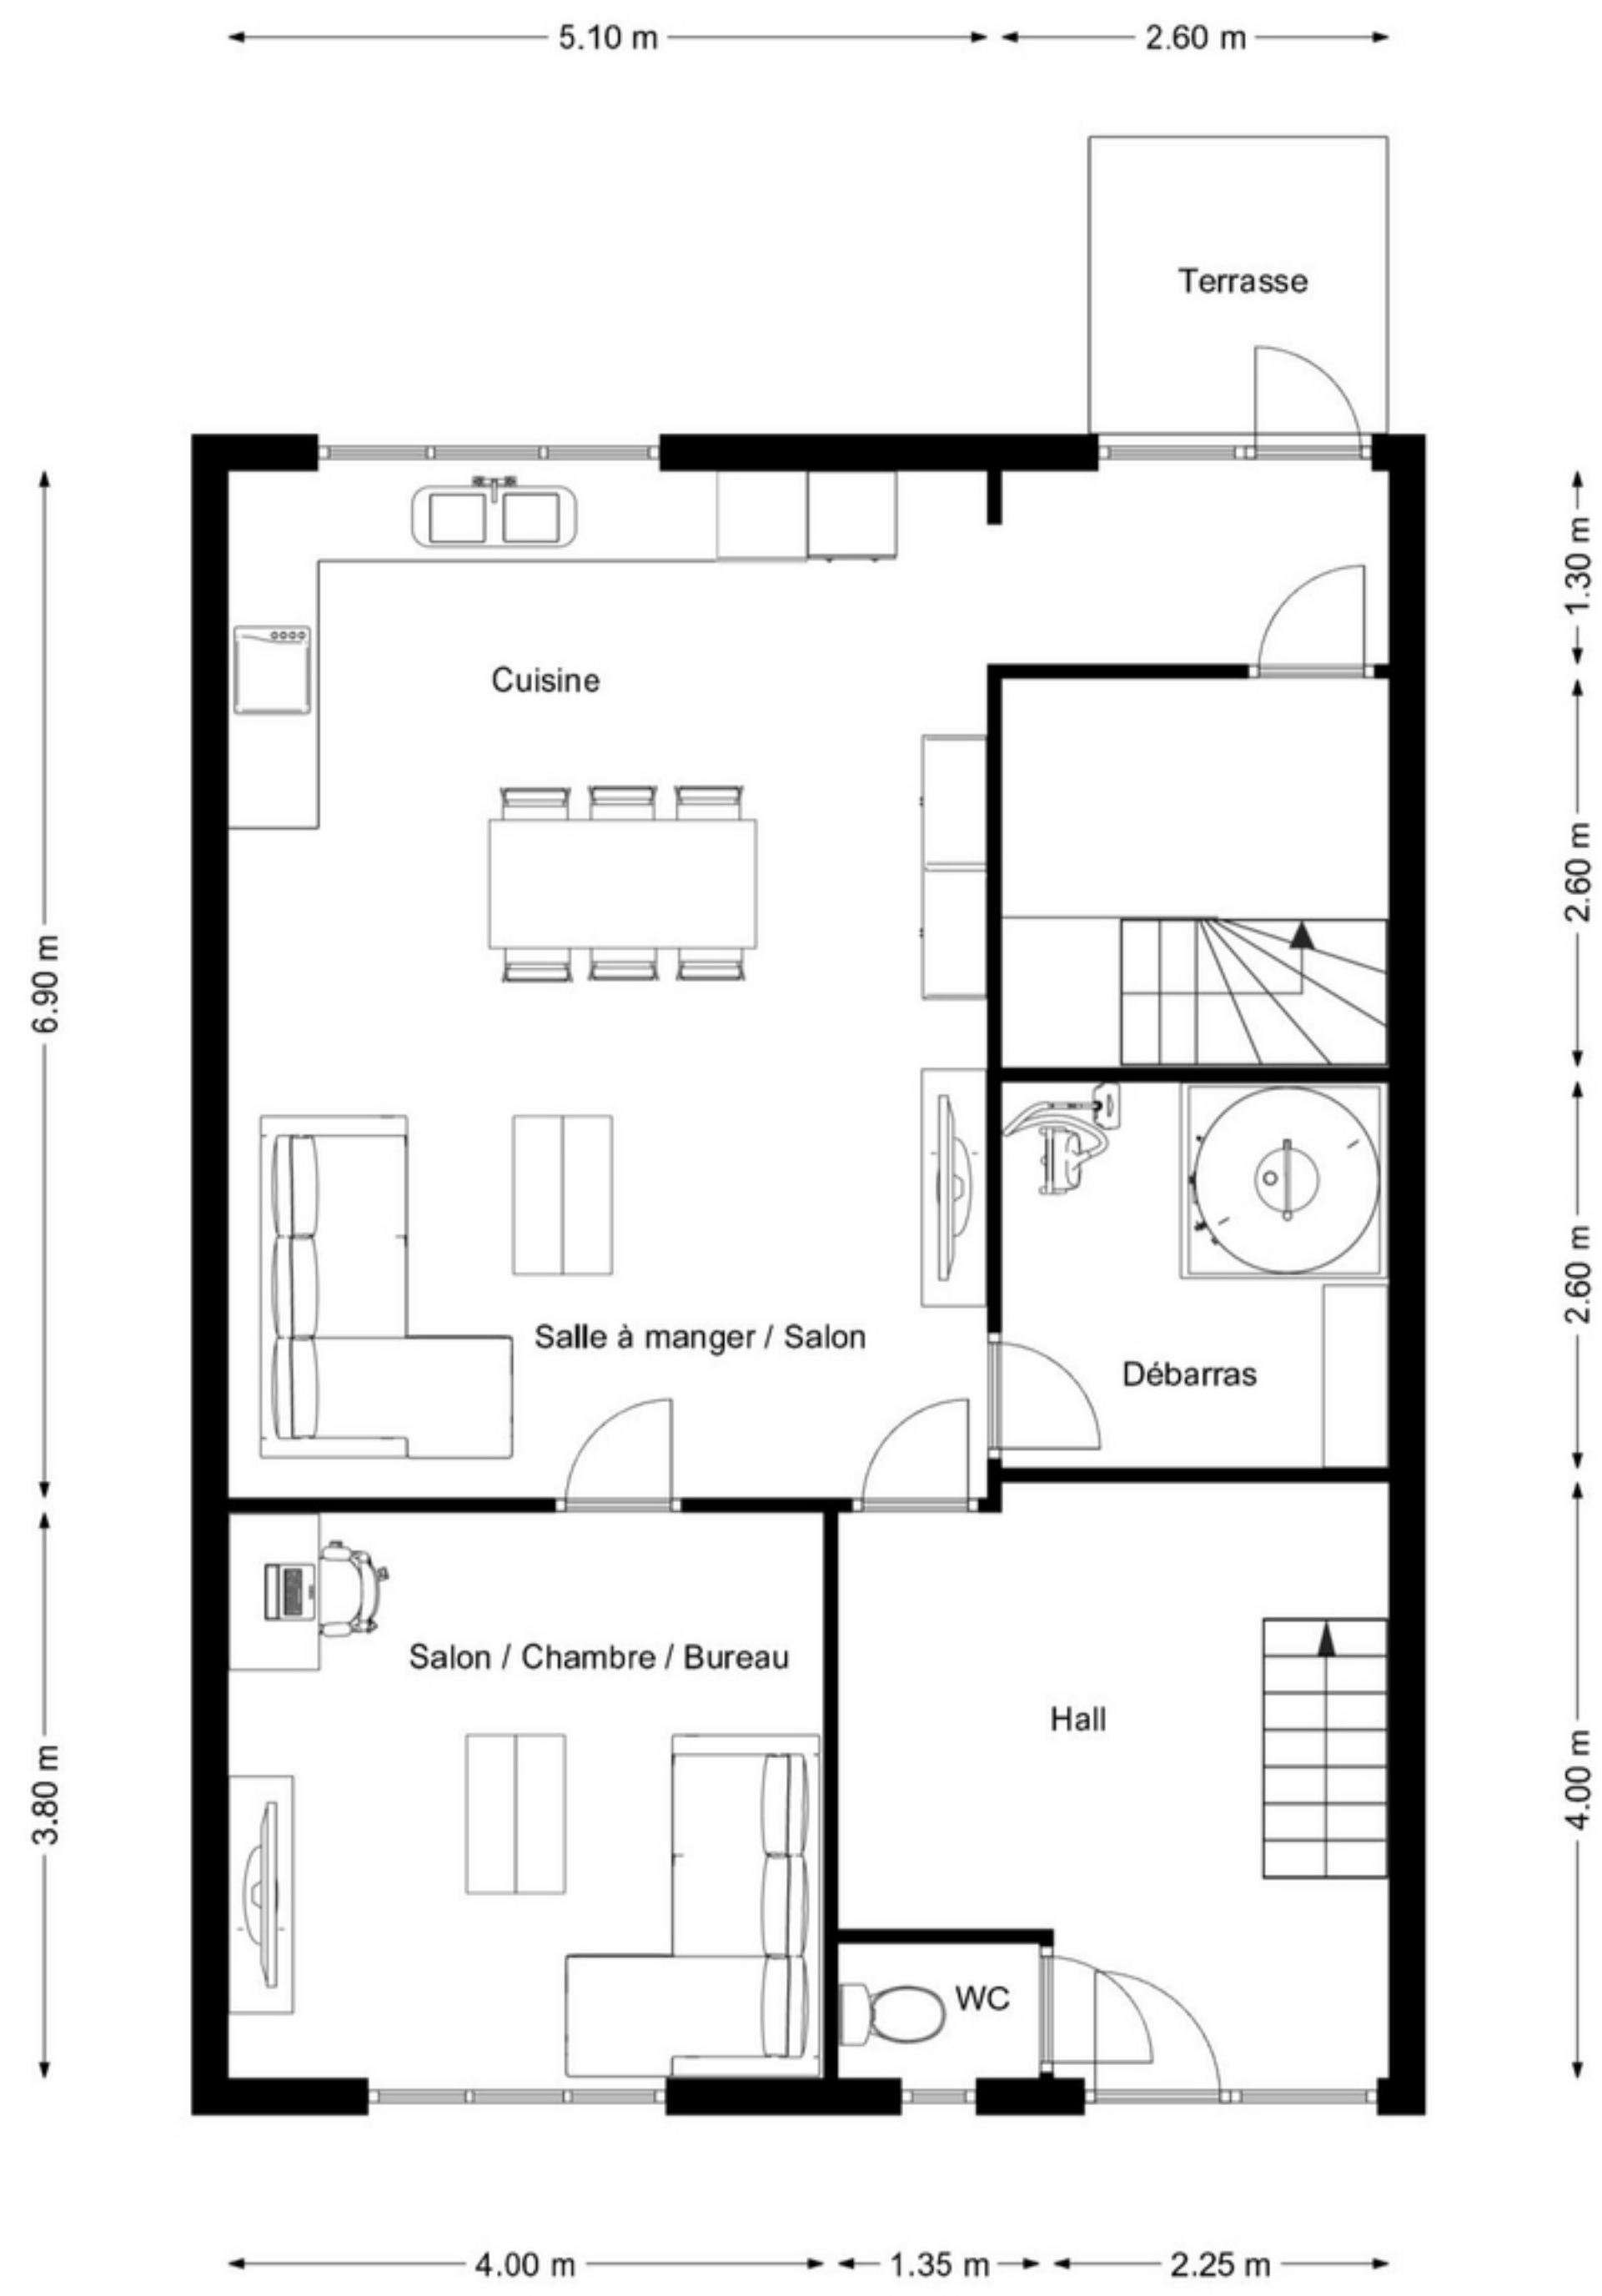 5.10 m
2.60 m
Terrasse
1.30 m
Cuisine
2.60 m
6.90 m
2.60 m
Salle à manger / Salon
Débarras
Salon / Chambre / Bureau
Hall
3.80 m
4.00 m
WC
4.00 m
1.35 m
2.25 m